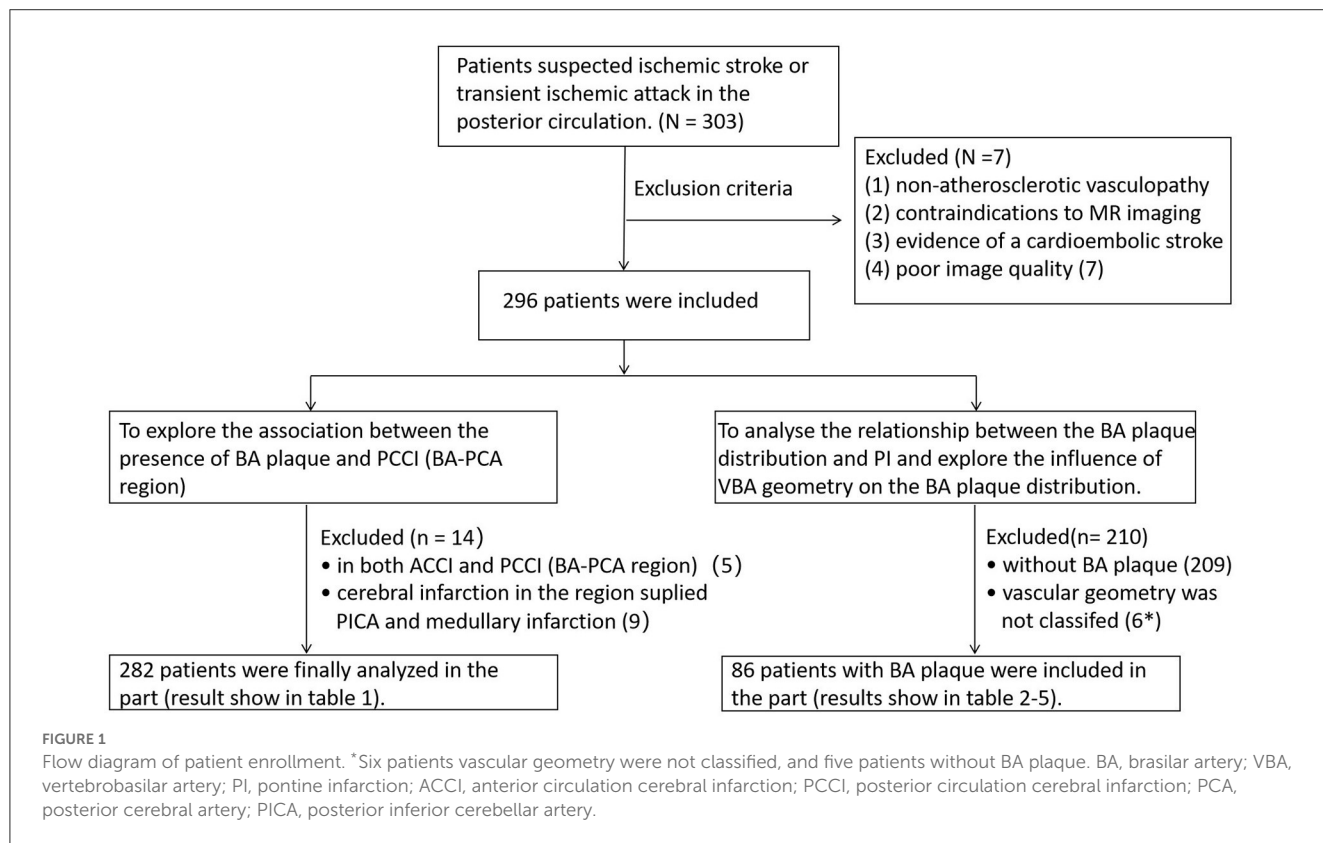 Patients suspected ischemic stroke or
transient ischemic attack in the
posterior circulation. (N = 303)
Exclusion criteria
Excluded (N =7)
(1) non-atherosclerotic vasculopathy
(2) contraindications to MR imaging
(3) evidence of a cardioembolic stroke
(4) poor image quality (7)
296 patients were included
To explore the association between the
presence of BA plaque and PCCI (BA-PCA
region)
To analyse the relationship between the BA plaque
distribution and PI and explore the influence of
VBA geometry on the BA plaque distribution.
Excluded (n = 14)
• in both ACCI and PCCI (BA-PCA region) (5)
• cerebral infarction in the region suplied
PICA and medullary infarction (9)
Excluded(n= 210)
• without BA plaque (209)
• vascular geometry was
not classifed (6*)
282 patients were finally analyzed in the
part (result show in table 1).
86 patients with BA plaque were included in
the part (results show in table 2-5).
FIGURE 1
Flow diagram of patient enrollment. *Six patients vascular geometry were not classified, and five patients without BA plaque. BA, brasilar artery; VBA,
vertebrobasilar artery; PI, pontine infarction; ACCI, anterior circulation cerebral infarction; PCCI, posterior circulation cerebral infarction; PCA,
posterior cerebral artery; PICA, posterior inferior cerebellar artery.